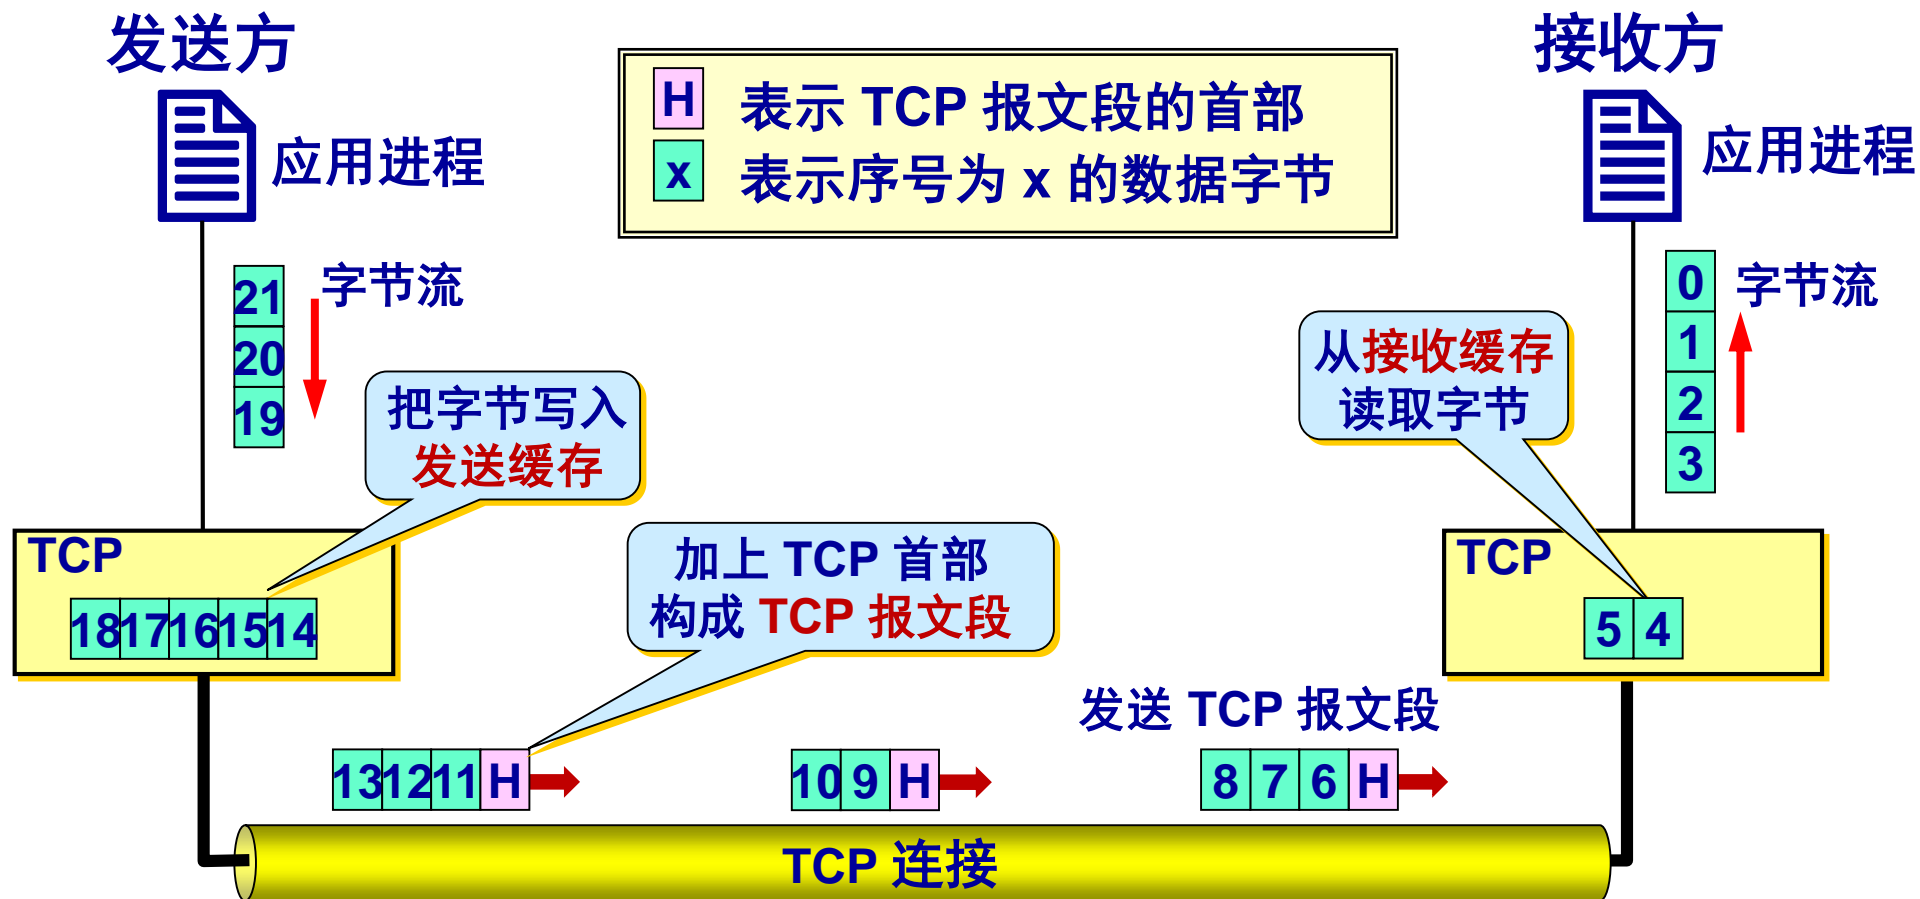 发送方
接收方
H 表示 TCP 报文段的首部
x 表示序号为 x 的数据字节
应用进程
应用进程
21
20
19
字节流
0
1
2
3
字节流
把字节写入
发送缓存
从接收缓存
读取字节
TCP
18 17 16 15 14
加上 TCP 首部
构成 TCP 报文段
TCP
5 4
发送 TCP 报文段
13 12 11 H
10 9 H
8 7 6 H
TCP 连接